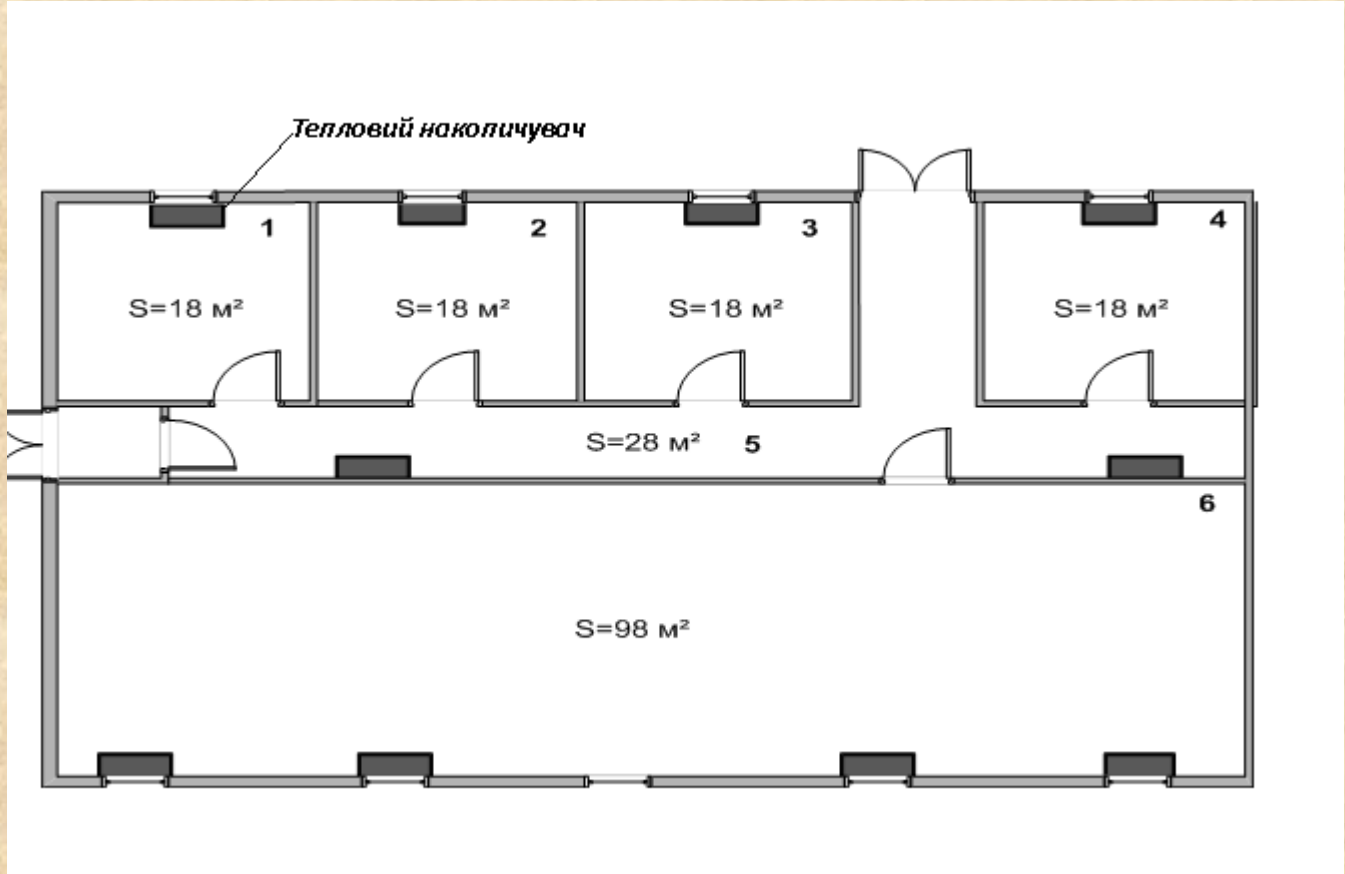 Тепловий накопичувач
1
2
3
4
S=18 м²
S=18 м²
S=18 м²
S=18 м²
S=28 м²
5
6
S=98 м²